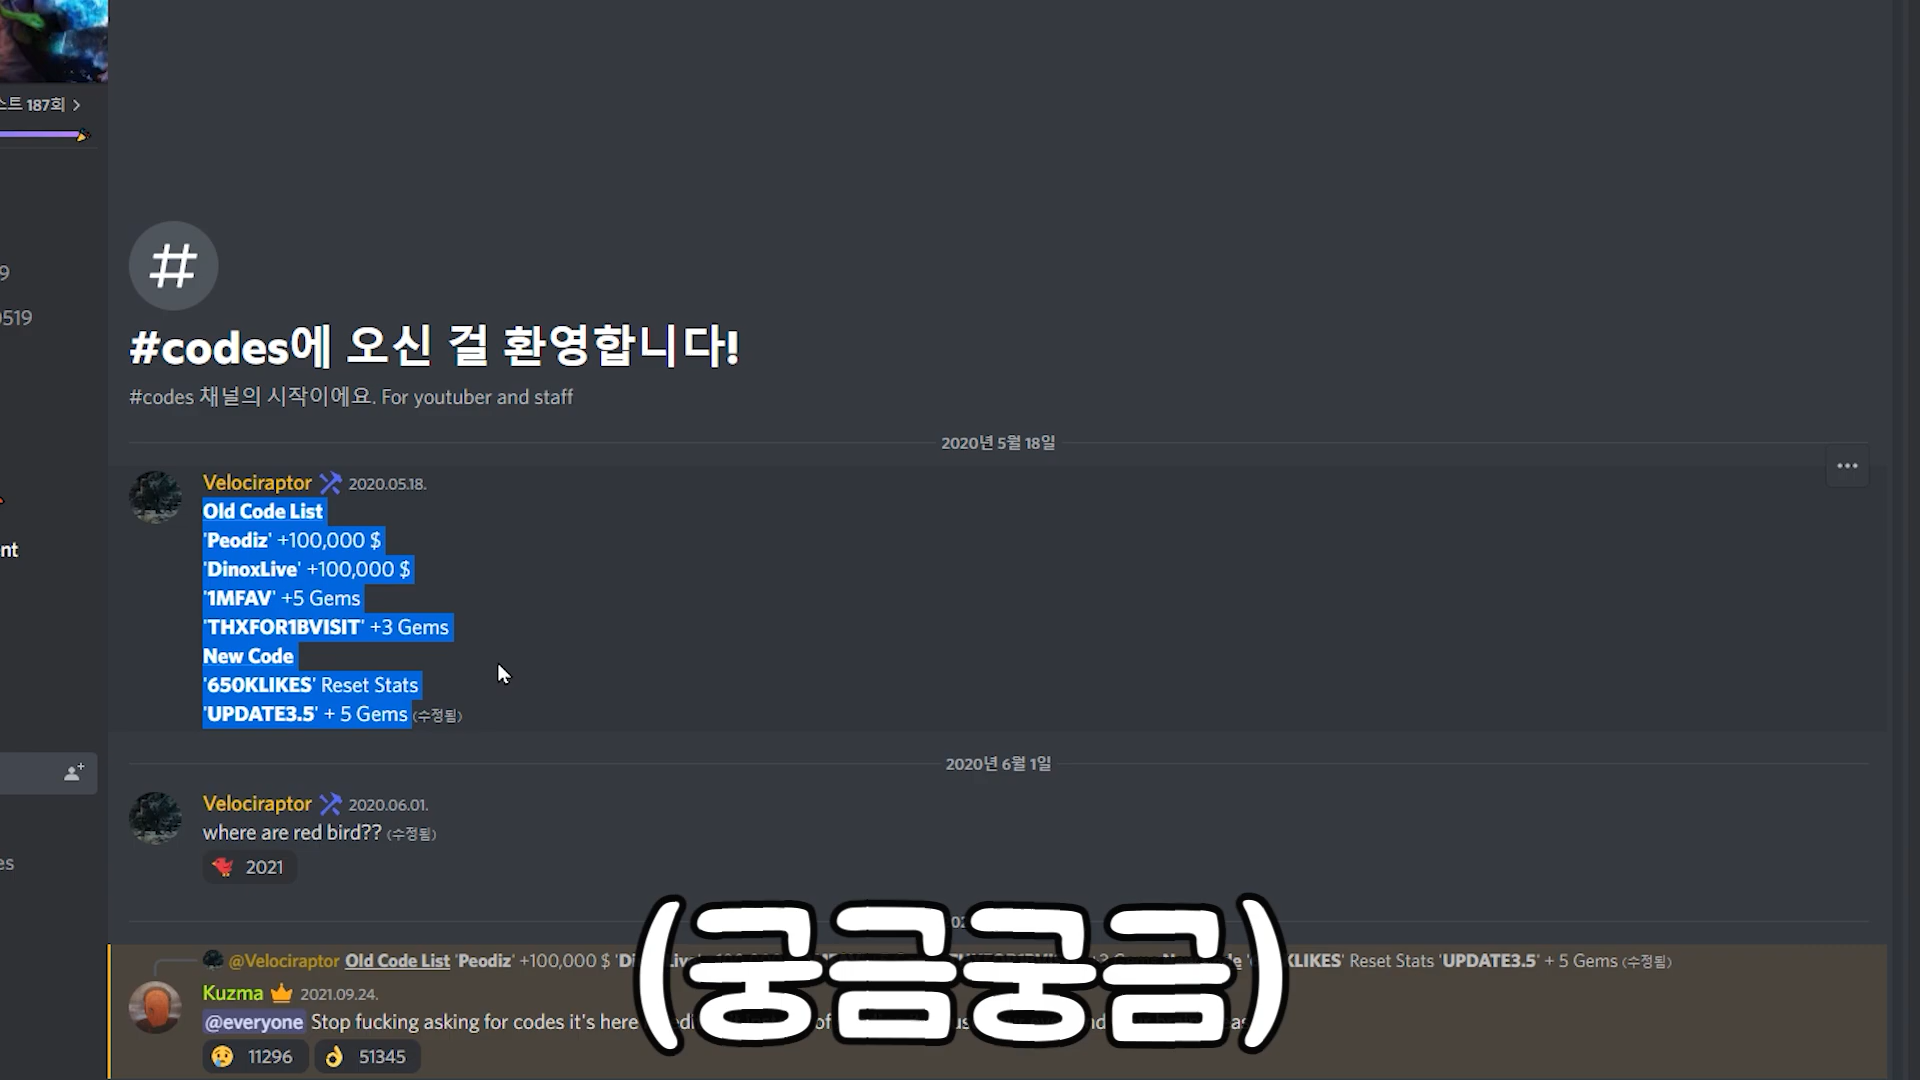 스트 187회
9
0519
nt
es
#codes에 오신 걸 환영합니다!
#codes 채널의 시작이에요. For youtuber and staff
2020년 5월 18일
Velociraptor 2020.05.18.
Old Code List
'Peodiz' +100,000 $
'DinoxLive' +100,000 $
'1MFAV' +5 Gems
'THXFOR1BVISIT' +3 Gems
New Code
'650KLIKES' Reset Stats
'UPDATE3.5' + 5 Gems (수정됨)
2020년 6월 1일
Velociraptor 2020.06.01.
where are red bird?? (수정됨)
2021
@Velociraptor Old Code List 'Peodiz' +100,000 $ KLIKES' Reset Stats 'UPDATE3.5' + 5 Gems (수정됨)
Kuzma 2021.09.24.
@everyone Stop fucking asking for codes it's here
11296 51345
(궁금궁금)